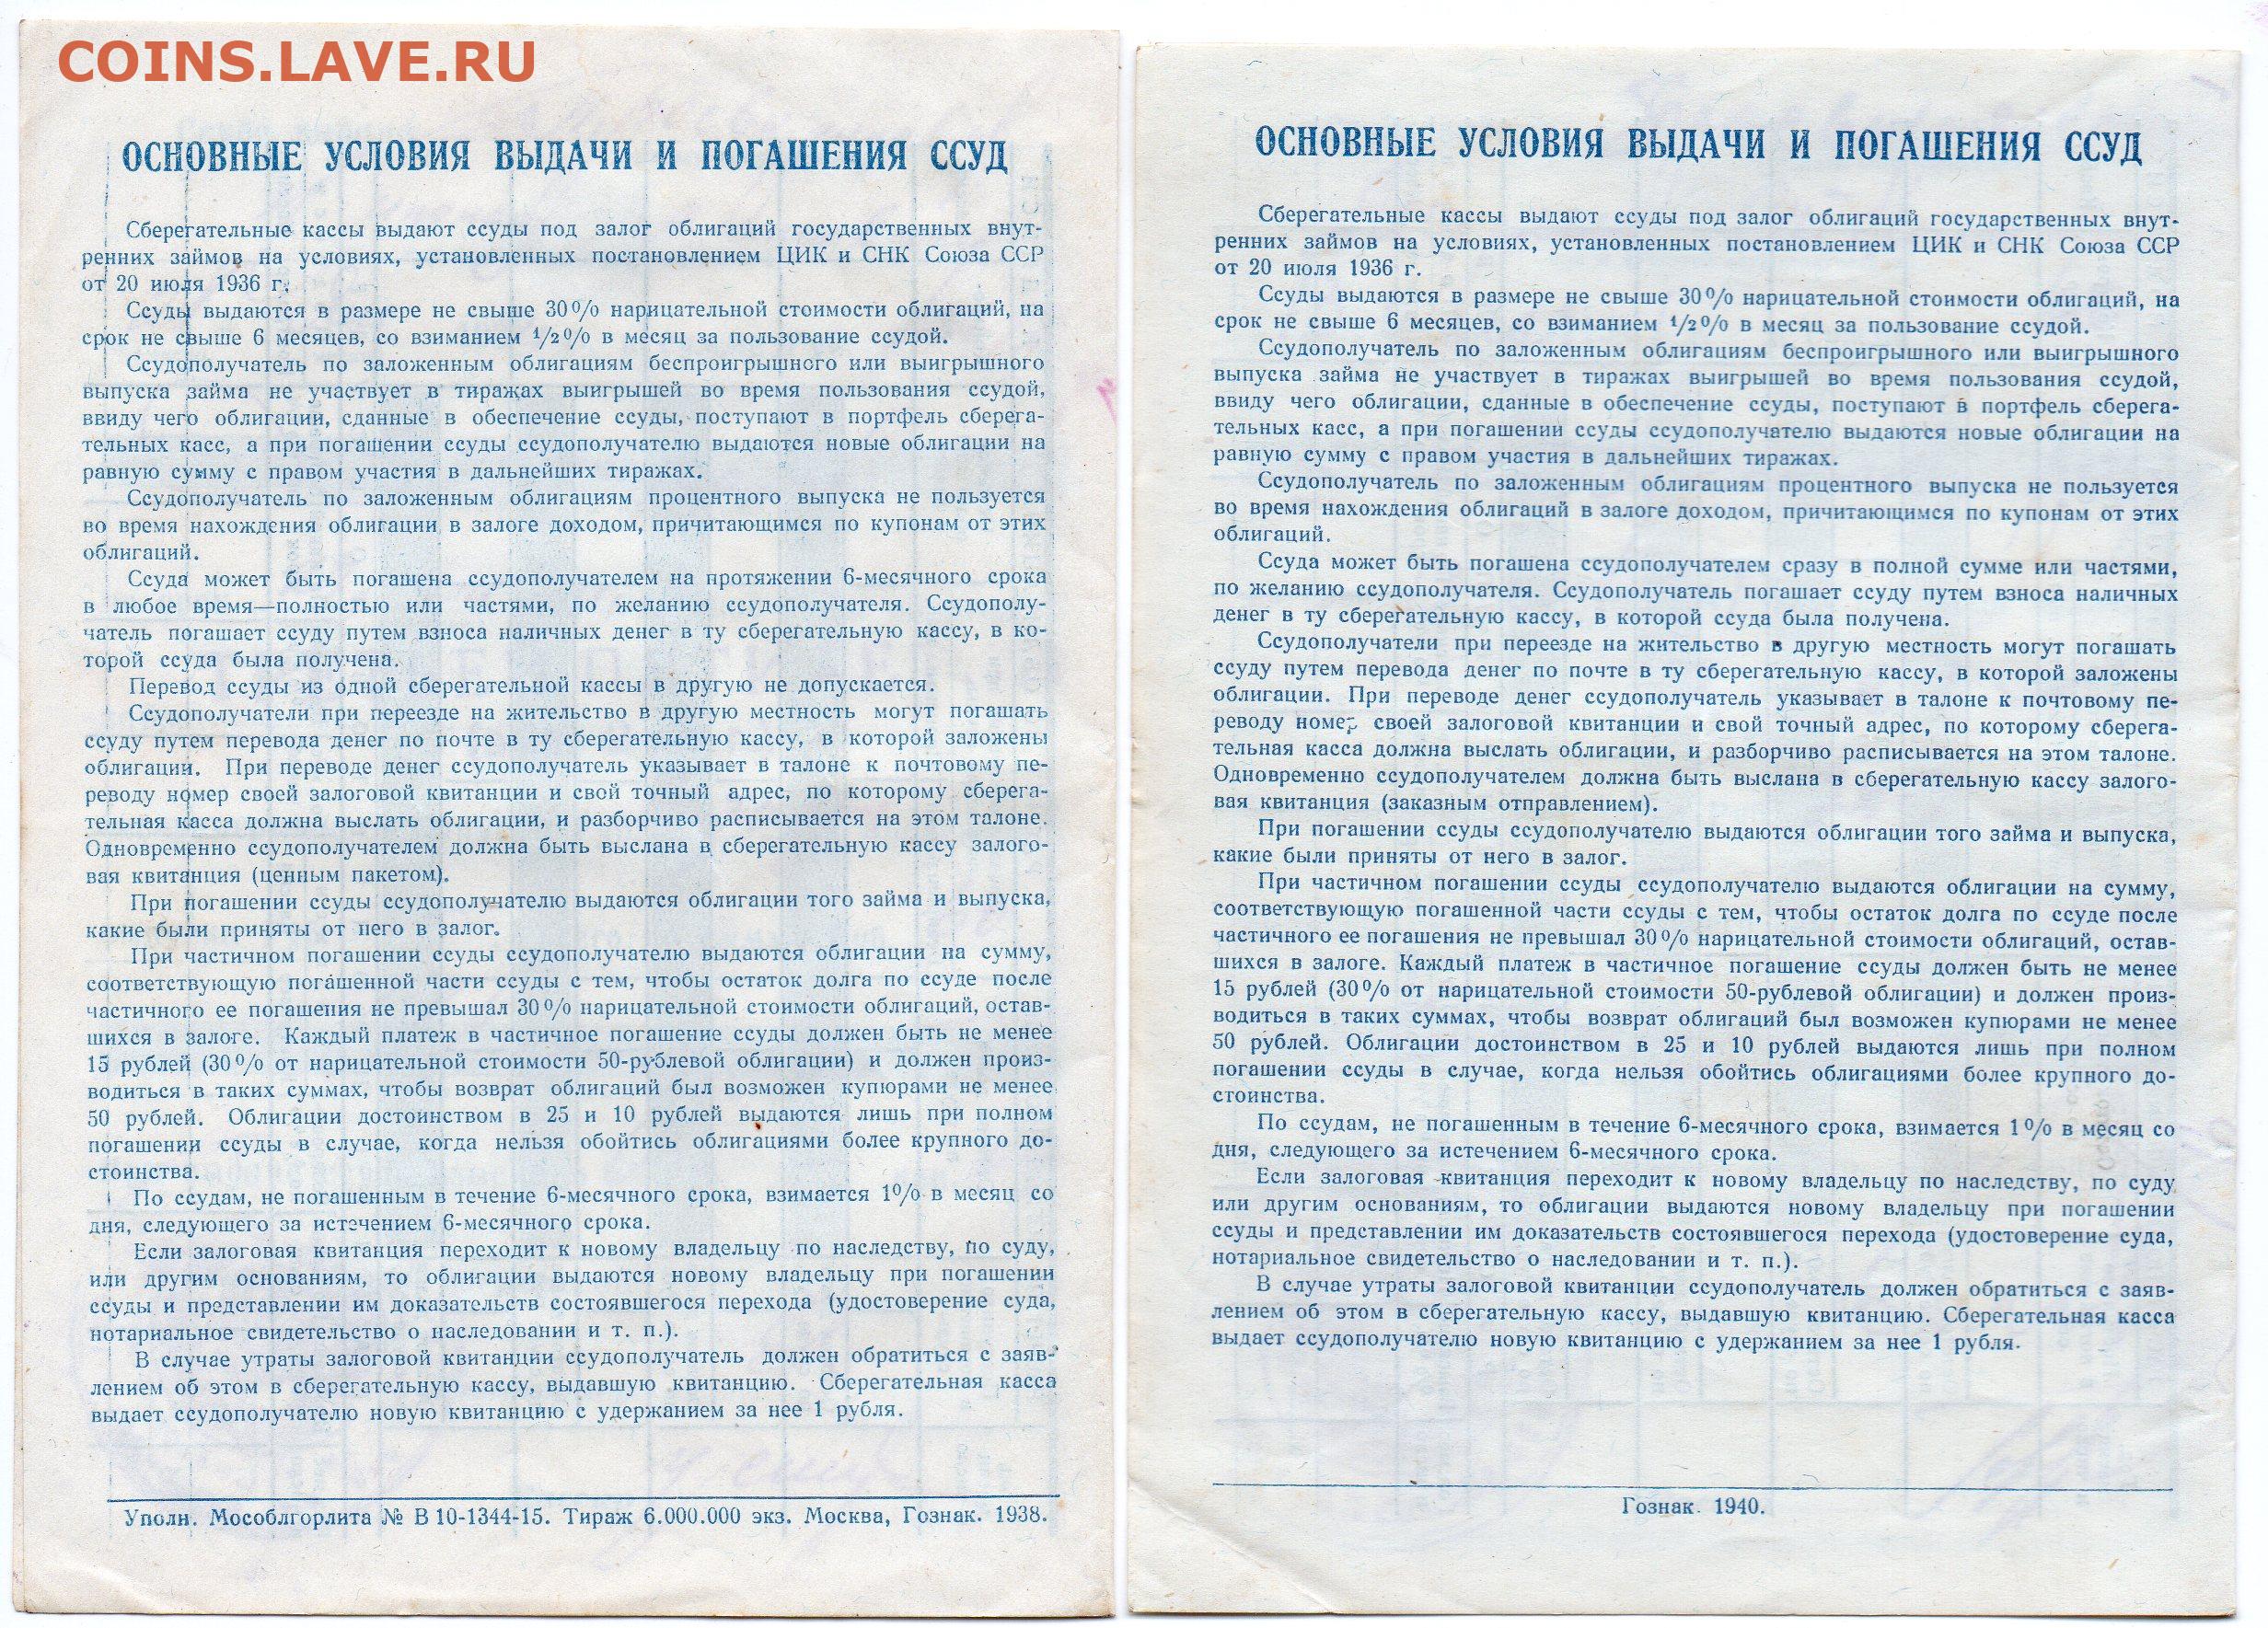 COINS.LAVE.RU
ОСНОВНЫЕ УСЛОВИЯ ВЫДАЧИ И ПОГАШЕНИЯ ССУД
Сберегательные кассы выдают ссуды под залог облигаций государственных внут-
ренних займов на условиях, установленных постановлением ЦИК и СНК Союза ССР
от 20 июля 1936 г.
Ссуды выдаются в размере не свыше 30% нарицательной стоимости облигаций, на
срок не свыше 6 месяцев, со взиманием 1/2% в месяц за пользование ссудой.
Ссудополучатель по заложенным облигациям беспроигрышного или выигрышного
выпуска займа не участвует в тиражах выигрышей во время пользования ссудой,
ввиду чего облигации, сданные в обеспечение ссуды, поступают в портфель сберега-
тельных касс, а при погашении ссуды ссудополучателю выдаются новые облигации на
равную сумму с правом участия в дальнейших тиражах.
Ссудополучатель по заложенным облигациям процентного выпуска не пользуется
во время нахождения облигации в залоге доходом, причитающимся по купонам от этих
облигаций.
Ссуда может быть погашена ссудополучателем на протяжении 6-месячного срока
в любое время—полностью или частями, по желанию ссудополучателя. Ссудополу-
чатель погашает ссуду путем взноса наличных денег в ту сберегательную кассу, в ко-
торой ссуда была получена.
Перевод ссуды из одной сберегательной кассы в другую не допускается.
Ссудополучатели при переезде на жительство в другую местность могут погашать
ссуду путем перевода денег по почте в ту сберегательную кассу, в которой заложены
облигации. При переводе денег ссудополучатель указывает в талоне к почтовому пе-
реводу номер своей залоговой квитанции и свой точный адрес, по которому сберега-
тельная касса должна выслать облигации, и разборчиво расписывается на этом талоне.
Одновременно ссудополучателем должна быть выслана в сберегательную кассу залого-
вая квитанция (ценным пакетом).
При погашении ссуды ссудополучателю выдаются облигации того займа и выпуска,
какие были приняты от него в залог.
При частичном погашении ссуды ссудополучателю выдаются облигации на сумму,
соответствующую погашенной части ссуды с тем, чтобы остаток долга по ссуде после
частичного ее погашения не превышал 30% нарицательной стоимости облигаций, остав-
шихся в залоге. Каждый платеж в частичное погашение ссуды должен быть не менее
15 рублей (30% от нарицательной стоимости 50-рублевой облигации) и должен произ-
водиться в таких суммах, чтобы возврат облигаций был возможен купюрами не менее
50 рублей. Облигации достоинством в 25 и 10 рублей выдаются лишь при полном
погашении ссуды в случае, когда нельзя обойтись облигациями более крупного до-
стоинства.
По ссудам, не погашенным в течение 6-месячного срока, взимается 1% в месяц со
дня, следующего за истечением 6-месячного срока.
Если залоговая квитанция переходит к новому владельцу по наследству, по суду,
или другим основаниям, то облигации выдаются новому владельцу при погашении
ссуды и представлении им доказательств состоявшегося перехода (удостоверение суда,
нотариальное свидетельство о наследовании и т. п.).
В случае утраты залоговой квитанции ссудополучатель должен обратиться с заяв-
лением об этом в сберегательную кассу, выдавшую квитанцию. Сберегательная касса
выдает ссудополучателю новую квитанцию с удержанием за нее 1 рубля.
Уполн. Мособлгорлита № В 10-1344-15. Тираж 6.000.000 экз. Москва, Гознак. 1938.
ОСНОВНЫЕ УСЛОВИЯ ВЫДАЧИ И ПОГАШЕНИЯ ССУД
Сберегательные кассы выдают ссуды под залог облигаций государственных внут-
ренних займов на условиях, установленных постановлением ЦИК и СНК Союза ССР
от 20 июля 1936 г.
Ссуды выдаются в размере не свыше 30% нарицательной стоимости облигаций, на
срок не свыше 6 месяцев, со взиманием 1/2% в месяц за пользование ссудой.
Ссудополучатель по заложенным облигациям беспроигрышного или выигрышного
выпуска займа не участвует в тиражах выигрышей во время пользования ссудой,
ввиду чего облигации, сданные в обеспечение ссуды, поступают в портфель сберега-
тельных касс, а при погашении ссуды ссудополучателю выдаются новые облигации на
равную сумму с правом участия в дальнейших тиражах.
Ссудополучатель по заложенным облигациям процентного выпуска не пользуется
во время нахождения облигаций в залоге доходом, причитающимся по купонам от этих
облигаций.
Ссуда может быть погашена ссудополучателем сразу в полной сумме или частями,
по желанию ссудополучателя. Ссудополучатель погашает ссуду путем взноса наличных
денег в ту сберегательную кассу, в которой ссуда была получена.
Ссудополучатели при переезде на жительство в другую местность могут погашать
ссуду путем перевода денег по почте в ту сберегательную кассу, в которой заложены
облигации. При переводе денег ссудополучатель указывает в талоне к почтовому пе-
реводу номер своей залоговой квитанции и свой точный адрес, по которому сберега-
тельная касса должна выслать облигации, и разборчиво расписывается на этом талоне.
Одновременно ссудополучателем должна быть выслана в сберегательную кассу залого-
вая квитанция (заказным отправлением).
При погашении ссуды ссудополучателю выдаются облигации того займа и выпуска,
какие были приняты от него в залог.
При частичном погашении ссуды ссудополучателю выдаются облигации на сумму,
соответствующую погашенной части ссуды с тем, чтобы остаток долга по ссуде после
частичного ее погашения не превышал 30% нарицательной стоимости облигаций, остав-
шихся в залоге. Каждый платеж в частичное погашение ссуды должен быть не менее
15 рублей (30% от нарицательной стоимости 50-рублевой облигации) и должен произ-
водиться в таких суммах, чтобы возврат облигаций был возможен купюрами не менее
50 рублей. Облигации достоинством в 25 и 10 рублей выдаются лишь при полном
погашении ссуды в случае, когда нельзя обойтись облигациями более крупного до-
стоинства.
По ссудам, не погашенным в течение 6-месячного срока, взимается 1% в месяц со
дня, следующего за истечением 6-месячного срока.
Если залоговая квитанция переходит к новому владельцу по наследству, по суду
или другим основаниям, то облигации выдаются новому владельцу при погашении
ссуды и представлении им доказательств состоявшегося перехода (удостоверение суда,
нотариальное свидетельство о наследовании и т. п.).
В случае утраты залоговой квитанции ссудополучатель должен обратиться с заяв-
лением об этом в сберегательную кассу, выдавшую квитанцию. Сберегательная касса
выдает ссудополучателю новую квитанцию с удержанием за нее 1 рубля.
Гознак. 1940.